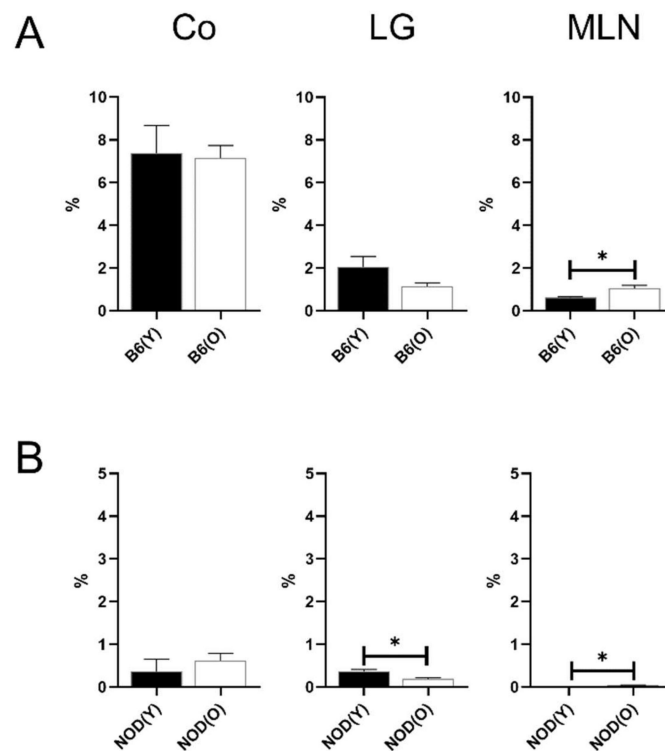 A
Co LG MLN
10 10 10
8 8 8
6 6 6
% % %
4 4 4
2 2 2
*
0 0 0
B6(Y) B6(O) B6(Y) B6(O) B6(Y) B6(O)
B
5 5 5
4 4 4
3 3 3
% % %
2 2 2
1 1 1
* *
0 0 0
NOD(Y) NOD(O) NOD(Y) NOD(O) NOD(Y) NOD(O)